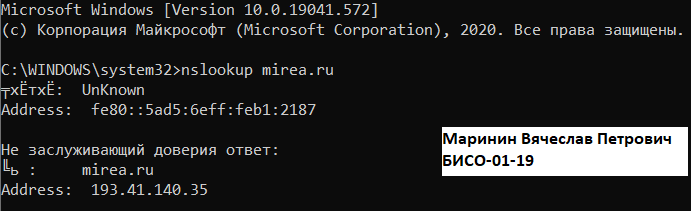 Microsoft Windows [Version 10.0.19041.572]
(c) Корпорация Майкрософт (Microsoft Corporation), 2020. Все права защищены.
C:\WINDOWS\system32>nslookup mirea.ru
╤хЁтхЁ:  UnKnown
Address:  fe80::5ad5:6eff:feb1:2187
Не заслуживающий доверия ответ:
╚ь :     mirea.ru
Address:  193.41.140.35
Маринин Вячеслав Петрович
БИСО-01-19